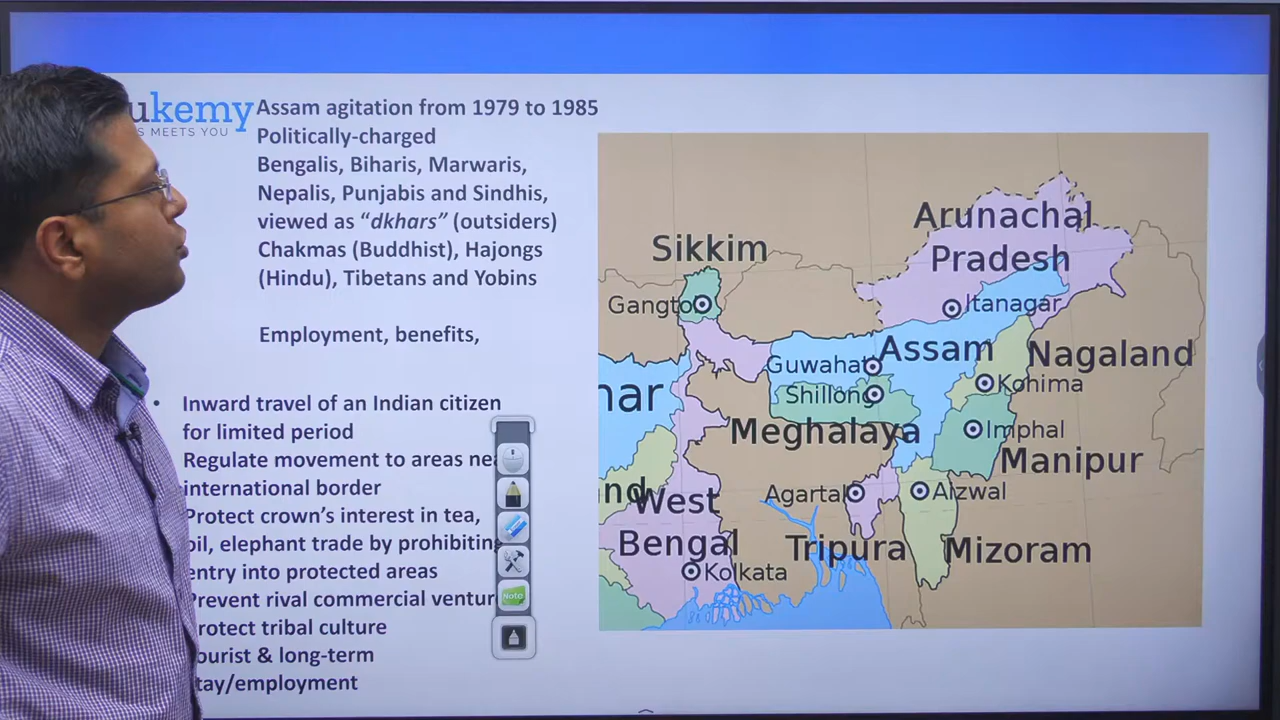 ukemy
S MEETS YOU
Assam agitation from 1979 to 1985
Politically-charged
Bengalis, Biharis, Marwaris,
Nepalis, Punjabis and Sindhis,
viewed as “dkhars” (outsiders)
Chakmas (Buddhist), Hajongs
(Hindu), Tibetans and Yobins
Employment, benefits,
• Inward travel of an Indian citizen
for limited period
Regulate movement to areas nea
international border
Protect crown’s interest in tea,
oil, elephant trade by prohibiting
entry into protected areas
Prevent rival commercial ventur
rotect tribal culture
ourist & long-term
tay/employment
Note
Arunachal
Pradesh
Sikkim
Gangtok
Itanagar
Assam
Nagaland
Guwahati
Kohima
Shillong
har
Meghalaya
Imphal
Manipur
Agartala
Aizwal
nd
West
Bengal
Tripura
Mizoram
Kolkata